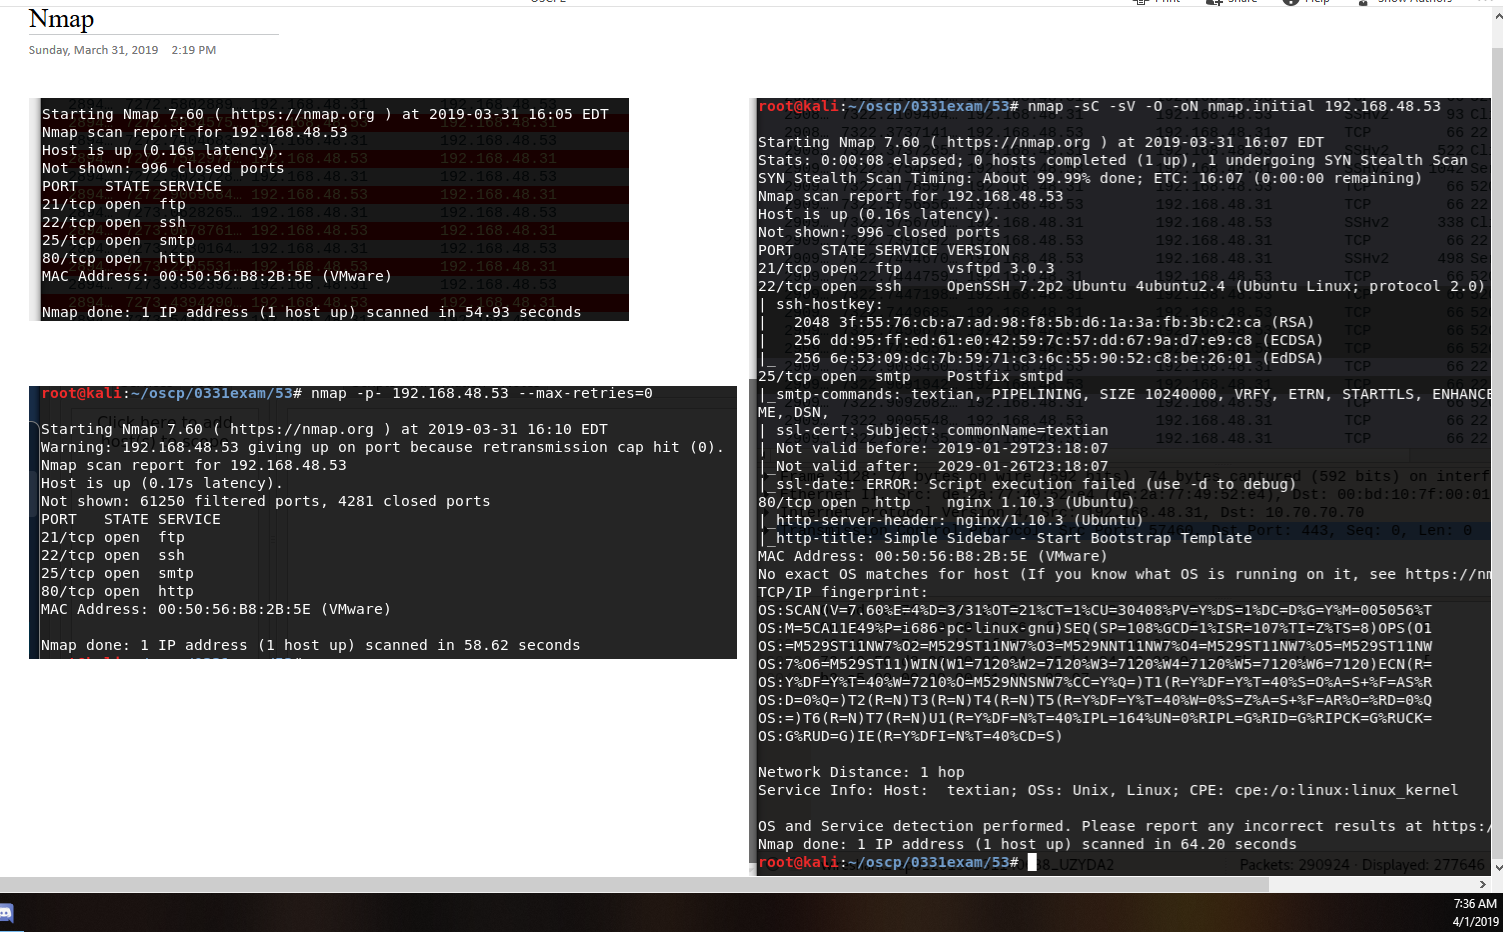 Nmap
Sunday, March 31, 2019 2:19 PM
Starting Nmap 7.60 ( https://nmap.org ) at 2019-03-31 16:05 EDT
Nmap scan report for 192.168.48.53
Host is up (0.16s latency).
Not shown: 996 closed ports
PORT   STATE SERVICE
21/tcp open  ftp
22/tcp open  ssh
25/tcp open  smtp
80/tcp open  http
MAC Address: 00:50:56:B8:2B:5E (VMware)
Nmap done: 1 IP address (1 host up) scanned in 54.93 seconds
root@kali:~/oscp/0331exam/53# nmap -p- 192.168.48.53 --max-retries=0
Starting Nmap 7.60 ( https://nmap.org ) at 2019-03-31 16:10 EDT
Warning: 192.168.48.53 giving up on port because retransmission cap hit (0).
Nmap scan report for 192.168.48.53
Host is up (0.17s latency).
Not shown: 61250 filtered ports, 4281 closed ports
PORT   STATE SERVICE
21/tcp open  ftp
22/tcp open  ssh
25/tcp open  smtp
80/tcp open  http
MAC Address: 00:50:56:B8:2B:5E (VMware)
Nmap done: 1 IP address (1 host up) scanned in 58.62 seconds
root@kali:~/oscp/0331exam/53# nmap -sC -sV -O -oN nmap.initial 192.168.48.53
Starting Nmap 7.60 ( https://nmap.org ) at 2019-03-31 16:07 EDT
Stats: 0:00:08 elapsed; 0 hosts completed (1 up), 1 undergoing SYN Stealth Scan
SYN Stealth Scan Timing: About 99.99% done; ETC: 16:07 (0:00:00 remaining)
Nmap scan report for 192.168.48.53
Host is up (0.16s latency).
Not shown: 996 closed ports
PORT   STATE SERVICE VERSION
21/tcp open  ftp     vsftpd 3.0.3
22/tcp open  ssh     OpenSSH 7.2p2 Ubuntu 4ubuntu2.4 (Ubuntu Linux; protocol 2.0)
| ssh-hostkey:
|   2048 3f:55:76:cb:a7:ad:98:f8:5b:d6:1a:3a:fb:3b:c2:ca (RSA)
|   256 dd:95:ff:ed:61:e0:42:59:7c:57:dd:67:9a:d7:e9:c8 (ECDSA)
|_  256 6e:53:09:dc:7b:59:71:c3:6c:55:90:52:c8:be:26:01 (EdDSA)
25/tcp open  smtp    Postfix smtpd
|_smtp-commands: textian, PIPELINING, SIZE 10240000, VRFY, ETRN, STARTTLS, ENHANCE
ME, DSN,
| ssl-cert: Subject: commonName=textian
| Not valid before: 2019-01-29T23:18:07
|_Not valid after:  2029-01-26T23:18:07
|_ssl-date: ERROR: Script execution failed (use -d to debug)
80/tcp open  http    nginx 1.10.3 (Ubuntu)
|_http-server-header: nginx/1.10.3 (Ubuntu)
|_http-title: Simple Sidebar - Start Bootstrap Template
MAC Address: 00:50:56:B8:2B:5E (VMware)
No exact OS matches for host (If you know what OS is running on it, see https://nm
TCP/IP fingerprint:
OS:SCAN(V=7.60%E=4%D=3/31%OT=21%CT=1%CU=30408%PV=Y%DS=1%DC=D%G=Y%M=005056%T
OS:M=5CA11E49%P=i686-pc-linux-gnu)SEQ(SP=108%GCD=1%ISR=107%TI=Z%TS=8)OPS(O1
OS:=M529ST11NW7%O2=M529ST11NW7%O3=M529NNT11NW7%O4=M529ST11NW7%O5=M529ST11NW
OS:7%O6=M529ST11)WIN(W1=7120%W2=7120%W3=7120%W4=7120%W5=7120%W6=7120)ECN(R=
OS:Y%DF=Y%T=40%W=7210%O=M529NNSNW7%CC=Y%Q=)T1(R=Y%DF=Y%T=40%S=O%A=S+%F=AS%R
OS:D=0%Q=)T2(R=N)T3(R=N)T4(R=N)T5(R=Y%DF=Y%T=40%W=0%S=Z%A=S+%F=AR%O=%RD=0%Q
OS:=)T6(R=N)T7(R=N)U1(R=Y%DF=N%T=40%IPL=164%UN=0%RIPL=G%RID=G%RIPCK=G%RUCK=
OS:G%RUD=G)IE(R=Y%DFI=N%T=40%CD=S)
Network Distance: 1 hop
Service Info: Host:  textian; OSs: Unix, Linux; CPE: cpe:/o:linux:linux_kernel
OS and Service detection performed. Please report any incorrect results at https:/
Nmap done: 1 IP address (1 host up) scanned in 64.20 seconds
root@kali:~/oscp/0331exam/53#
Packets: 290924 · Displayed: 277646
7:36 AM
4/1/2019